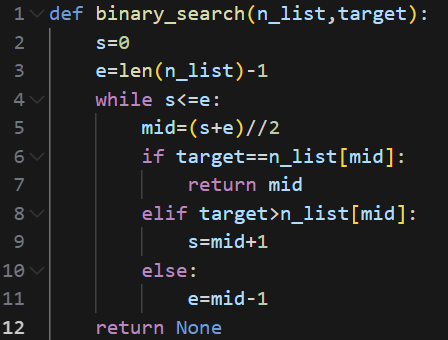 1 def binary_search(n_list,target):
2     s=0
3     e=len(n_list)-1
4     while s<=e:
5         mid=(s+e)//2
6         if target==n_list[mid]:
7             return mid
8         elif target>n_list[mid]:
9             s=mid+1
10         else:
11             e=mid-1
12     return None